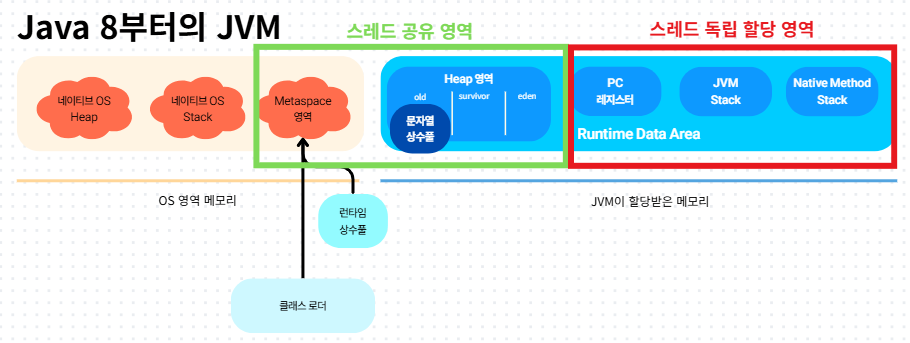 Java 8부터의 JVM
스레드 공유 영역
스레드 독립 할당 영역
네이티브 OS
Heap
네이티브 OS
Stack
Metaspace
영역
Heap 영역
old
survivor
eden
문자열
상수풀
PC
레지스터
JVM
Stack
Native Method
Stack
Runtime Data Area
OS 영역 메모리
JVM이 할당받은 메모리
런타임
상수풀
클래스 로더